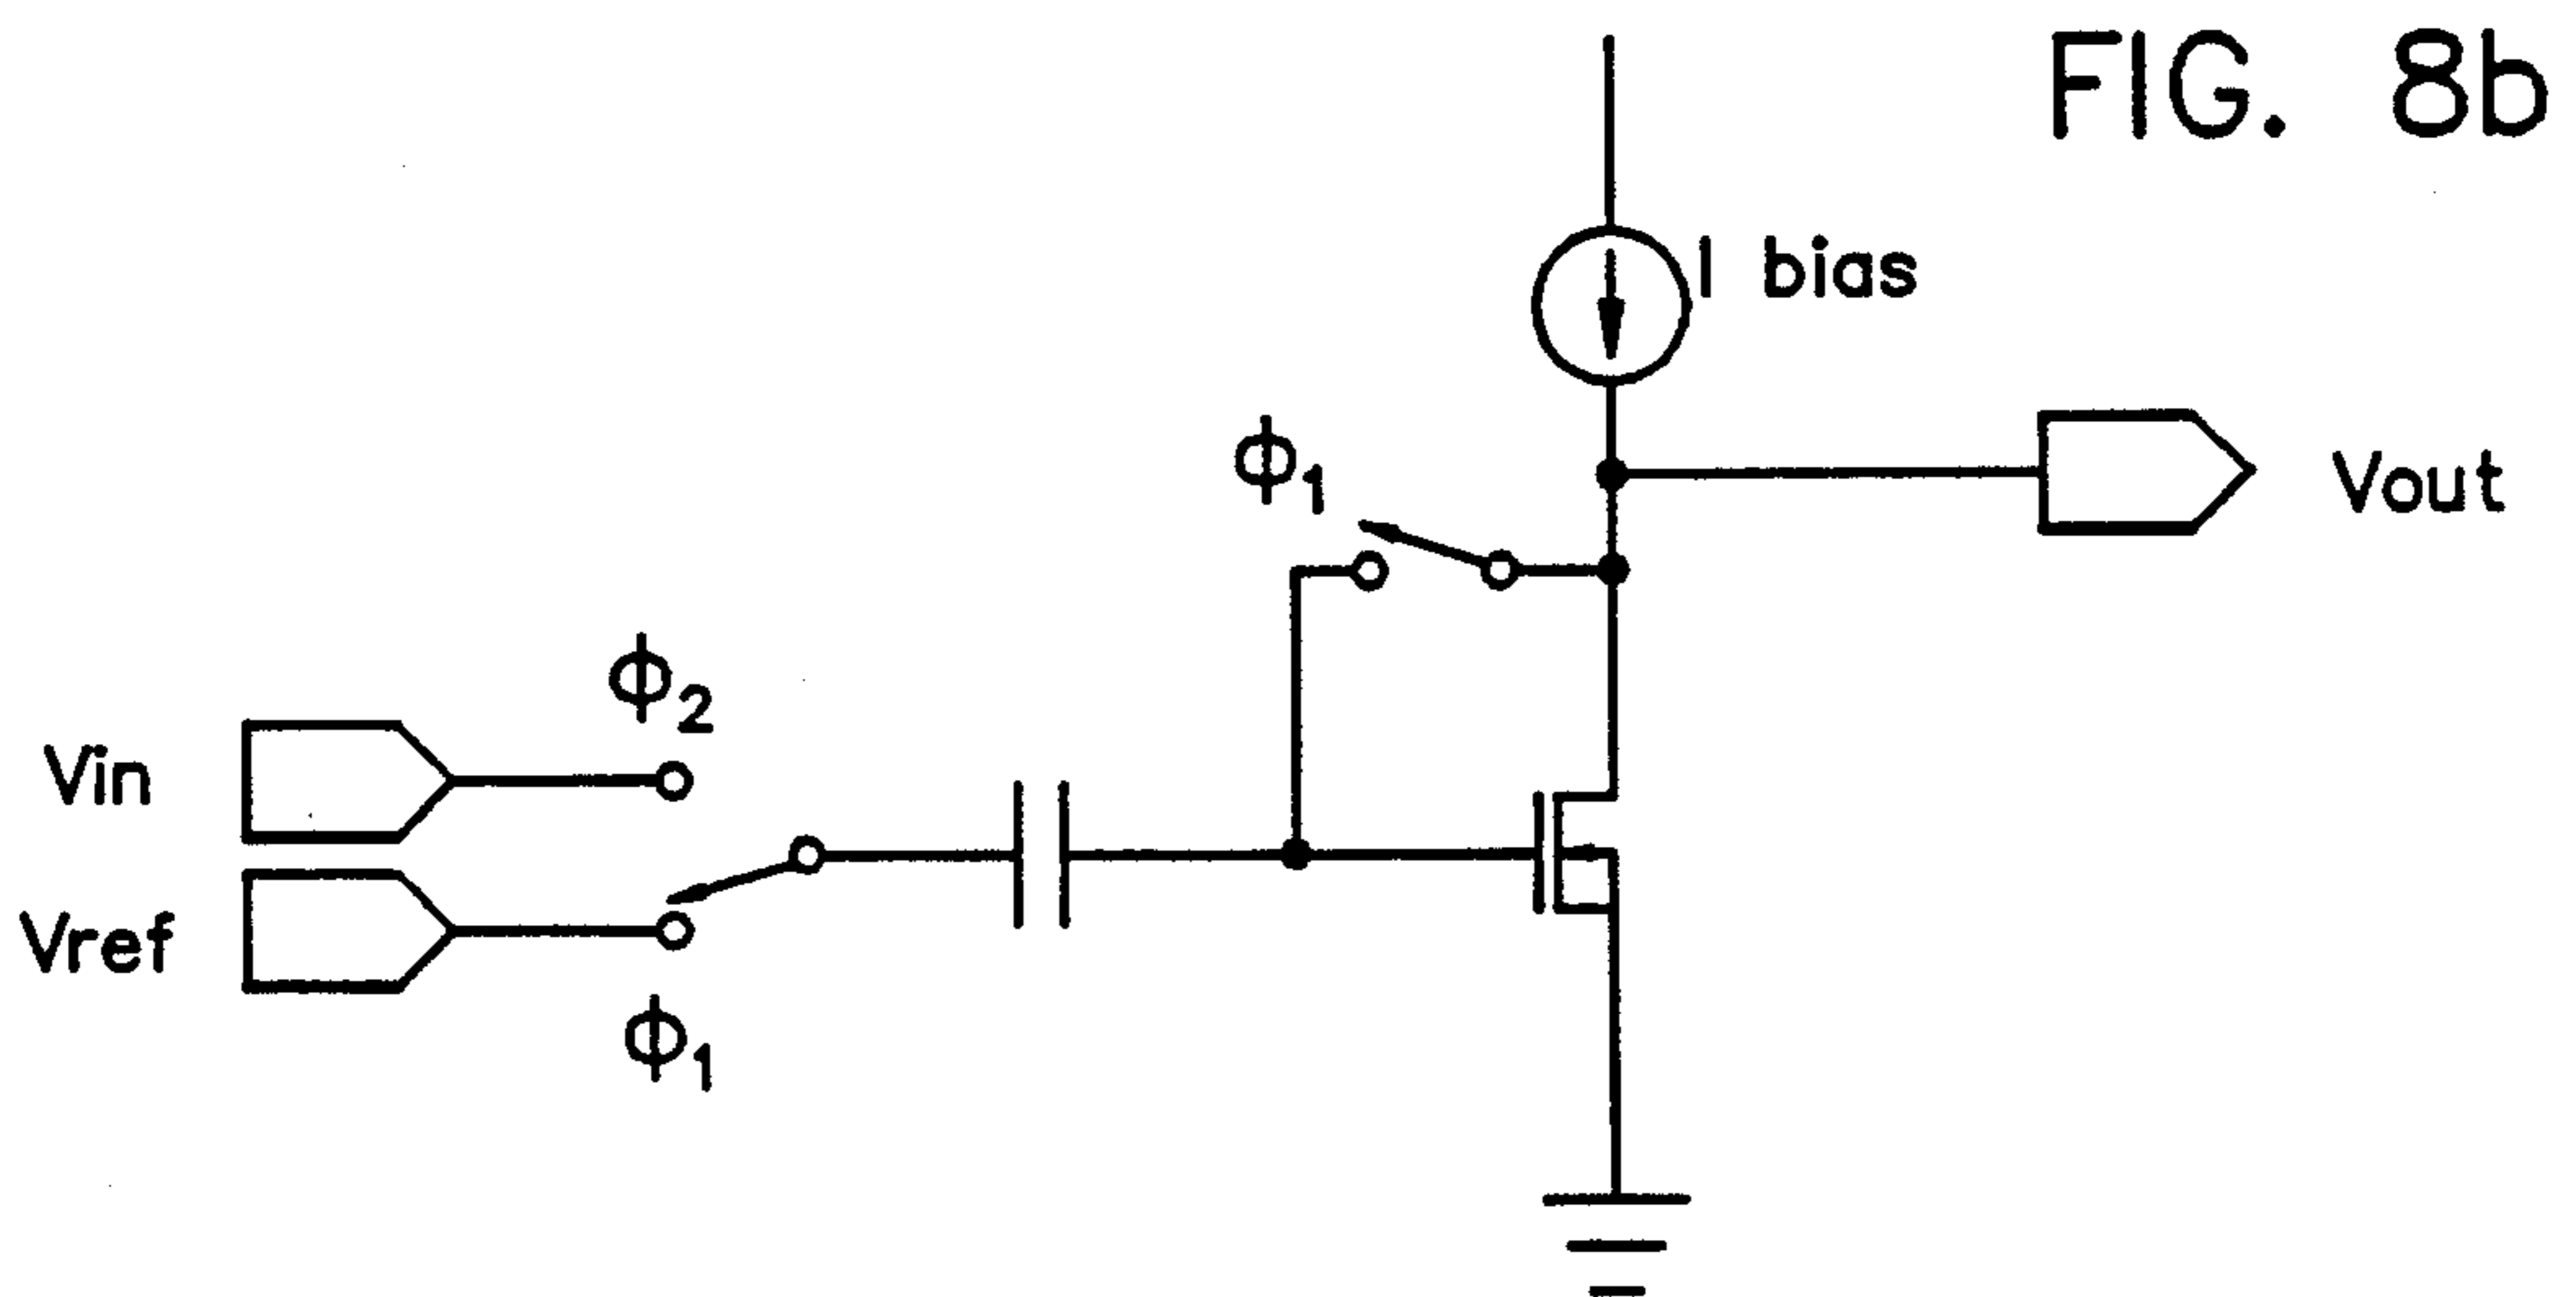 FIG. 8b
I bias
ϕ1
Vout
ϕ2
Vin
Vref
ϕ1